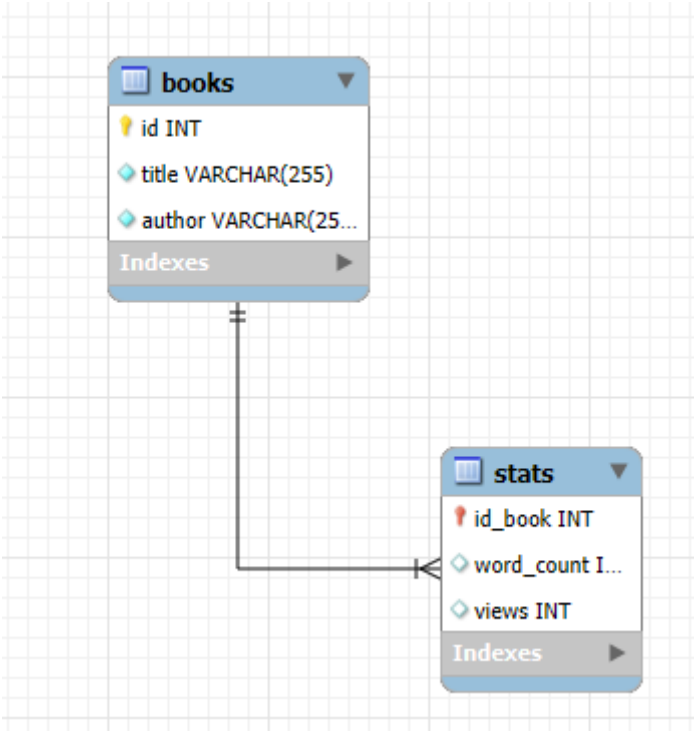 books
id INT
title VARCHAR(255)
author VARCHAR(25...
Indexes
stats
id_book INT
word_count I...
views INT
Indexes